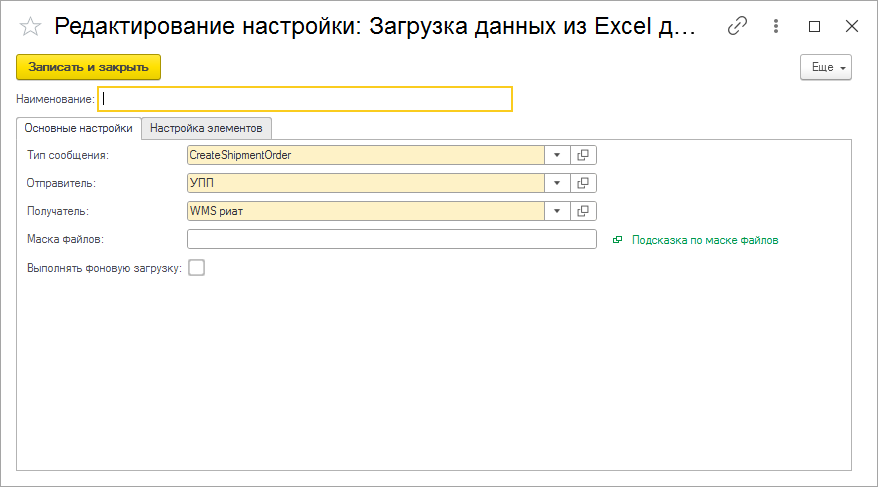 Редактирование настройки: Загрузка данных из Excel д...
Записать и закрыть
Еще
Наименование:
Основные настройки
Настройка элементов
Тип сообщения: CreateShipmentOrder
Отправитель: УПП
Получатель: WMS риат
Маска файлов: Подсказка по маске файлов
Выполнять фоновую загрузку: